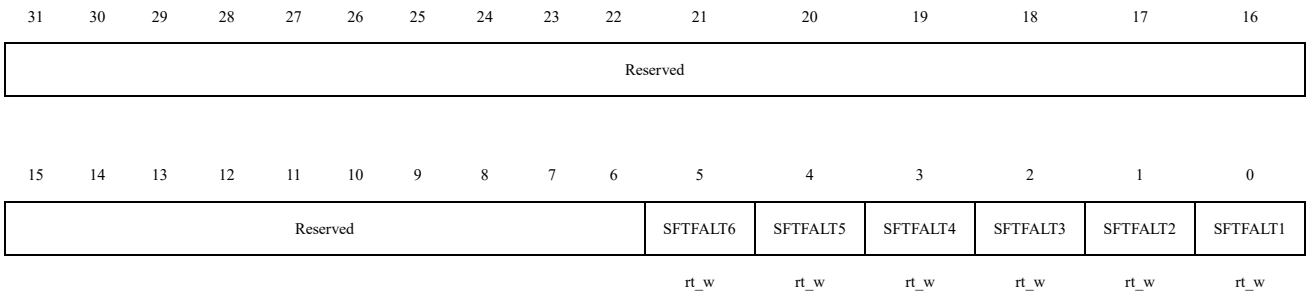 31 30 29 28 27 26 25 24 23 22 21 20 19 18 17 16
Reserved
15 14 13 12 11 10 9 8 7 6 5 4 3 2 1 0
Reserved SFTFALT6 SFTFALT5 SFTFALT4 SFTFALT3 SFTFALT2 SFTFALT1
rt_w rt_w rt_w rt_w rt_w rt_w